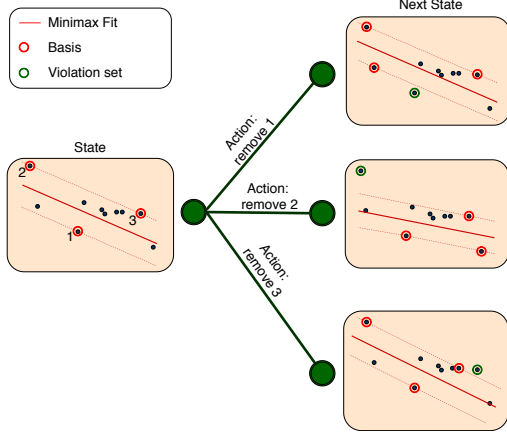 Next State
Minimax Fit
Basis
Violation set
State
2
3
1
Action:
remove 1
Action:
remove 2
Action:
remove 3